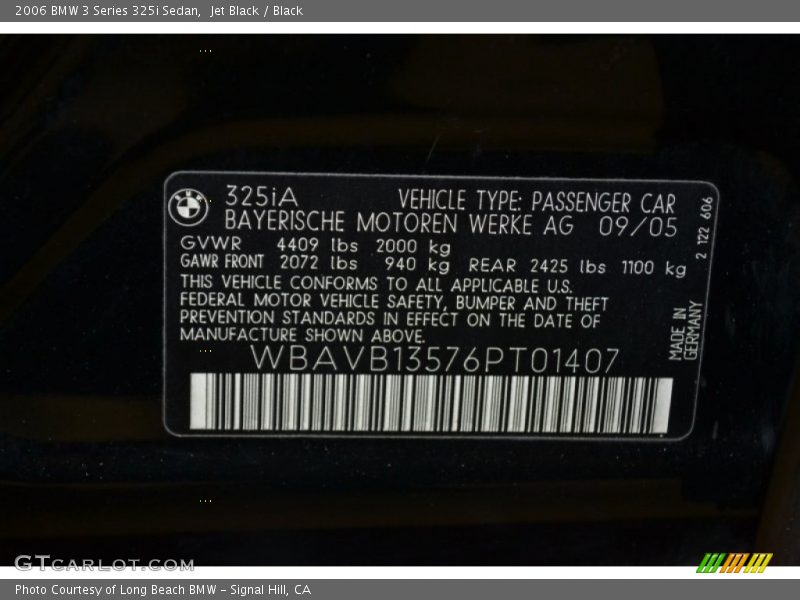 2006 BMW 3 Series 325i Sedan,  Jet Black / Black
325iA VEHICLE TYPE: PASSENGER CAR
BAYERISCHE MOTOREN WERKE AG 09/05
GVWR 4409 lbs 2000 kg
GAWR FRONT 2072 lbs 940 kg REAR 2425 lbs 1100 kg
THIS VEHICLE CONFORMS TO ALL APPLICABLE U.S.
FEDERAL MOTOR VEHICLE SAFETY, BUMPER AND THEFT
PREVENTION STANDARDS IN EFFECT ON THE DATE OF
MANUFACTURE SHOWN ABOVE.
WBAVB13576PT01407
2 122 606
MADE IN
GERMANY
GTCARLOT.COM
Photo Courtesy of Long Beach BMW - Signal Hill, CA